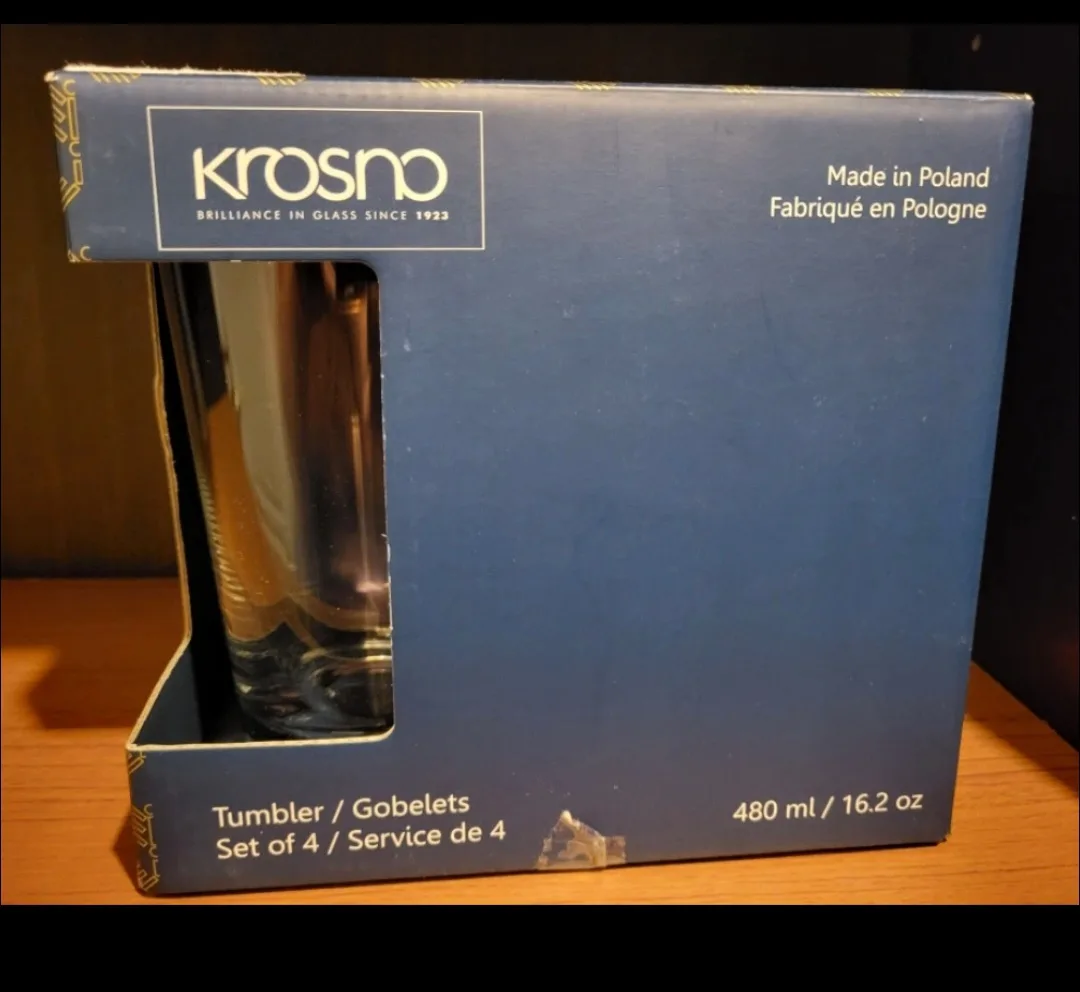 krosno
BRILLIANCE IN GLASS SINCE 1923
Made in Poland
Fabriqué en Pologne
Tumbler / Gobelets
Set of 4 / Service de 4
480 ml / 16.2 oz